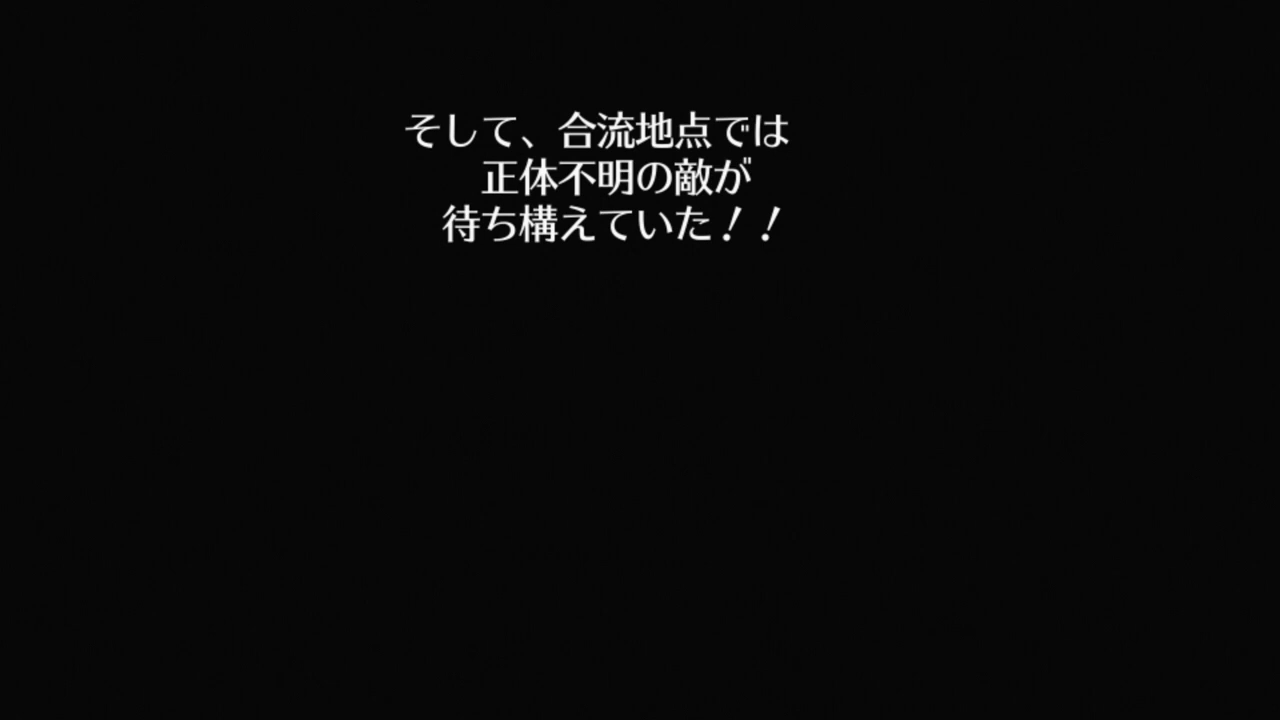 そして、合流地点では
正体不明の敵が
待ち構えていた！！